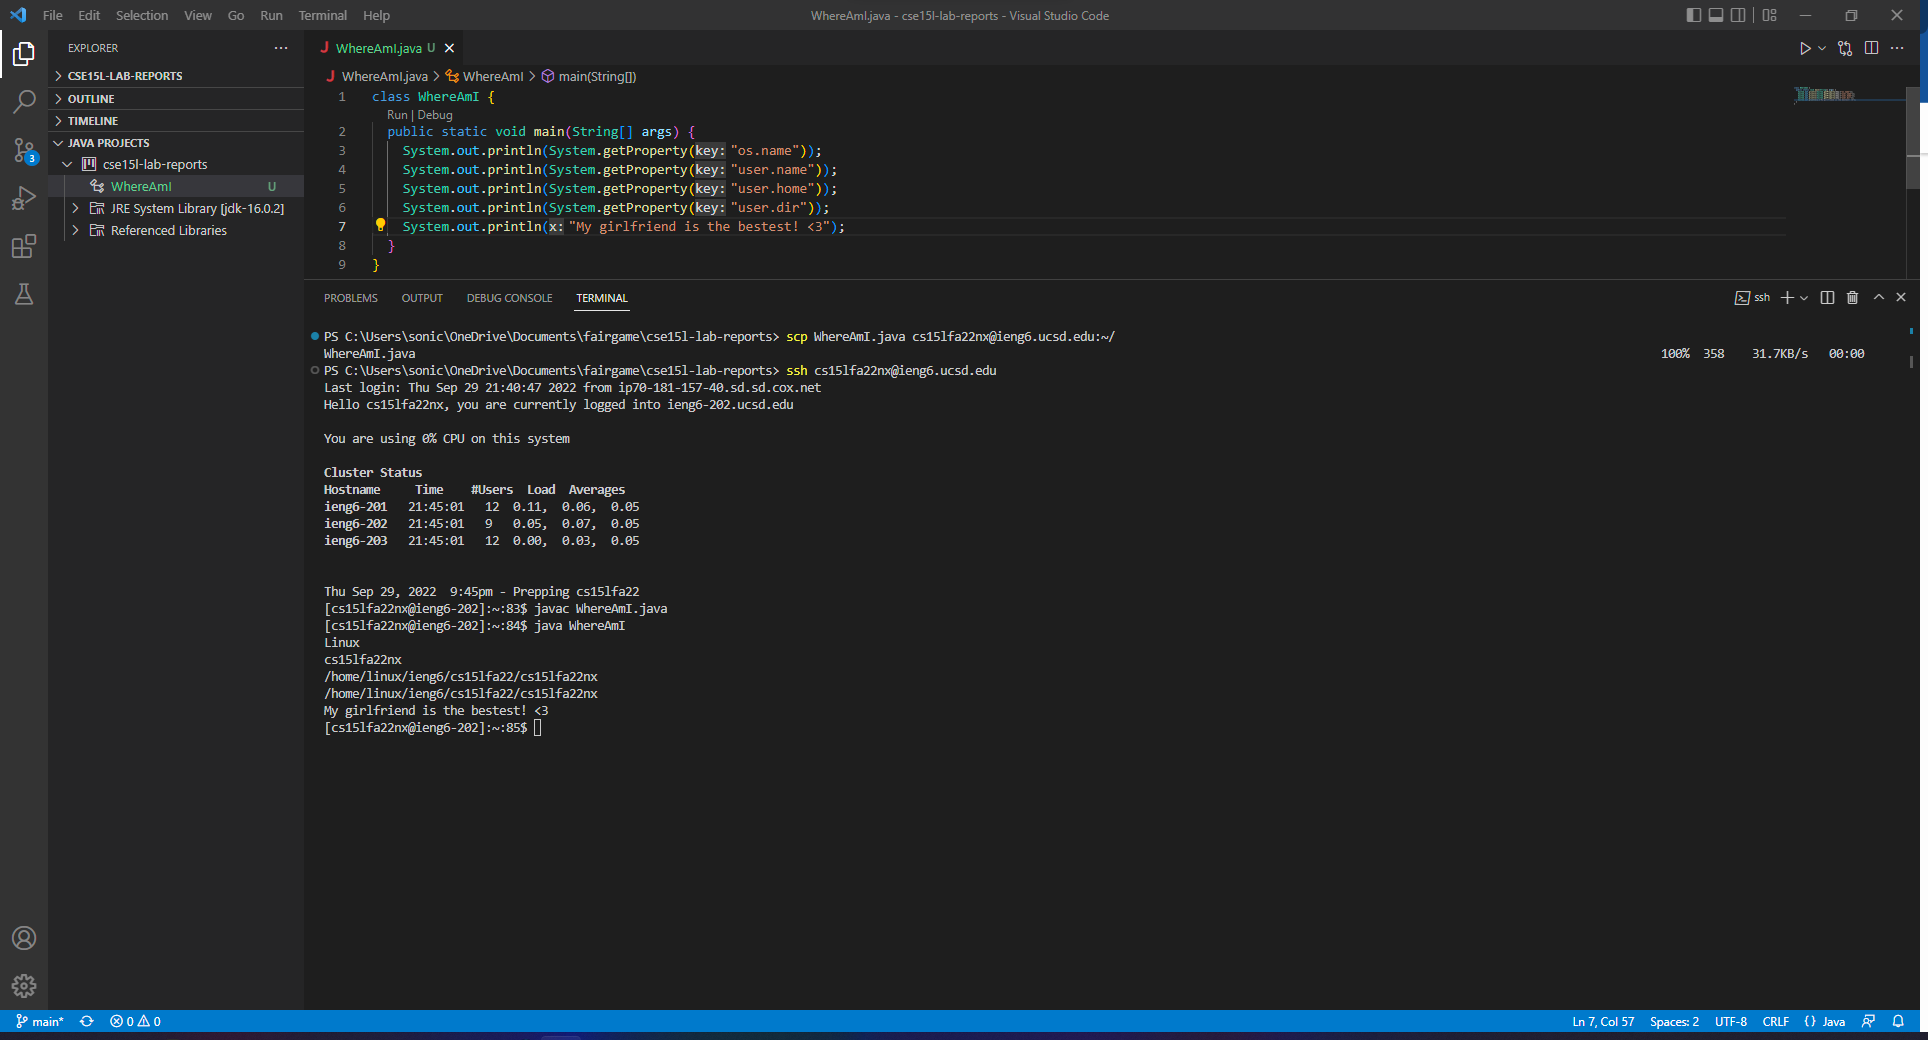 File Edit Selection View Go Run Terminal Help
WhereAmI.java - cse15l-lab-reports - Visual Studio Code
EXPLORER
CSE15L-LAB-REPORTS
OUTLINE
TIMELINE
JAVA PROJECTS
cse15l-lab-reports
WhereAmI U
JRE System Library [jdk-16.0.2]
Referenced Libraries
3
WhereAmI.java U
WhereAmI.java > WhereAmI > main(String[])
1 class WhereAmI {
Run | Debug
2 public static void main(String[] args) {
3 System.out.println(System.getProperty(key: "os.name"));
4 System.out.println(System.getProperty(key: "user.name"));
5 System.out.println(System.getProperty(key: "user.home"));
6 System.out.println(System.getProperty(key: "user.dir"));
7 System.out.println(x: "My girlfriend is the bestest! <3");
8 }
9 }
PROBLEMS OUTPUT DEBUG CONSOLE TERMINAL
ssh
PS C:\Users\sonic\OneDrive\Documents\fairgame\cse15l-lab-reports> scp WhereAmI.java cs15lfa22nx@ieng6.ucsd.edu:~/
WhereAmI.java 100% 358 31.7KB/s 00:00
PS C:\Users\sonic\OneDrive\Documents\fairgame\cse15l-lab-reports> ssh cs15lfa22nx@ieng6.ucsd.edu
Last login: Thu Sep 29 21:40:47 2022 from ip70-181-157-40.sd.sd.cox.net
Hello cs15lfa22nx, you are currently logged into ieng6-202.ucsd.edu
You are using 0% CPU on this system
Cluster Status
Hostname Time #Users Load Averages
ieng6-201 21:45:01 12 0.11, 0.06, 0.05
ieng6-202 21:45:01 9 0.05, 0.07, 0.05
ieng6-203 21:45:01 12 0.00, 0.03, 0.05
Thu Sep 29, 2022 9:45pm - Prepping cs15lfa22
[cs15lfa22nx@ieng6-202]:~:83$ javac WhereAmI.java
[cs15lfa22nx@ieng6-202]:~:84$ java WhereAmI
Linux
cs15lfa22nx
/home/linux/ieng6/cs15lfa22/cs15lfa22nx
/home/linux/ieng6/cs15lfa22/cs15lfa22nx
My girlfriend is the bestest! <3
[cs15lfa22nx@ieng6-202]:~:85$
main* 0 0
Ln 7, Col 57 Spaces: 2 UTF-8 CRLF {} Java